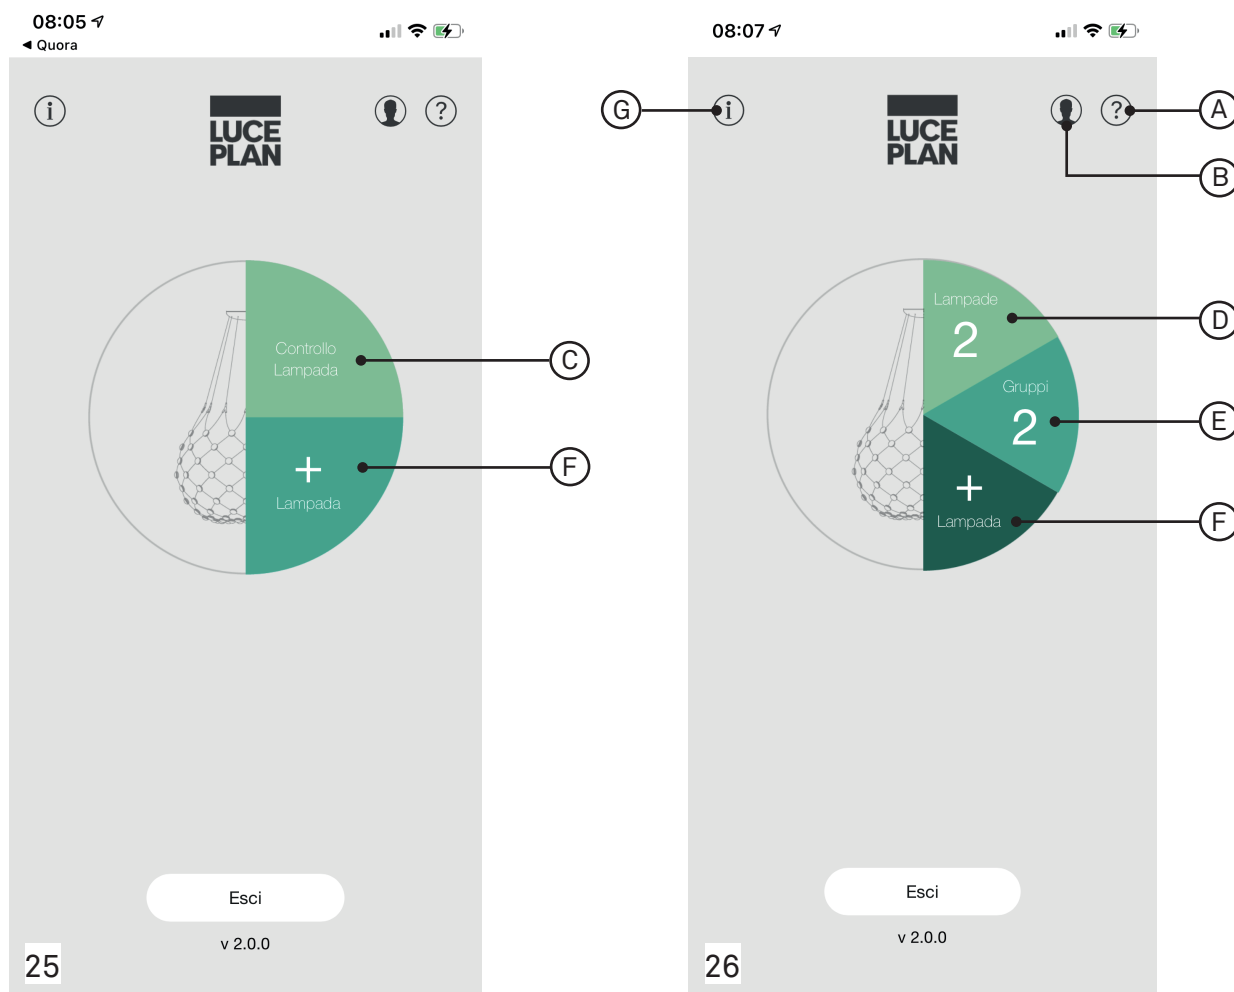 08:05
◀ Quora
i
LUCE
PLAN
?
Controllo
Lampada
C
+
Lampada
F
Esci
v 2.0.0
25
08:07
G
i
LUCE
PLAN
?
A
B
Lampade
2
D
Gruppi
2
E
+
Lampada
F
Esci
v 2.0.0
26